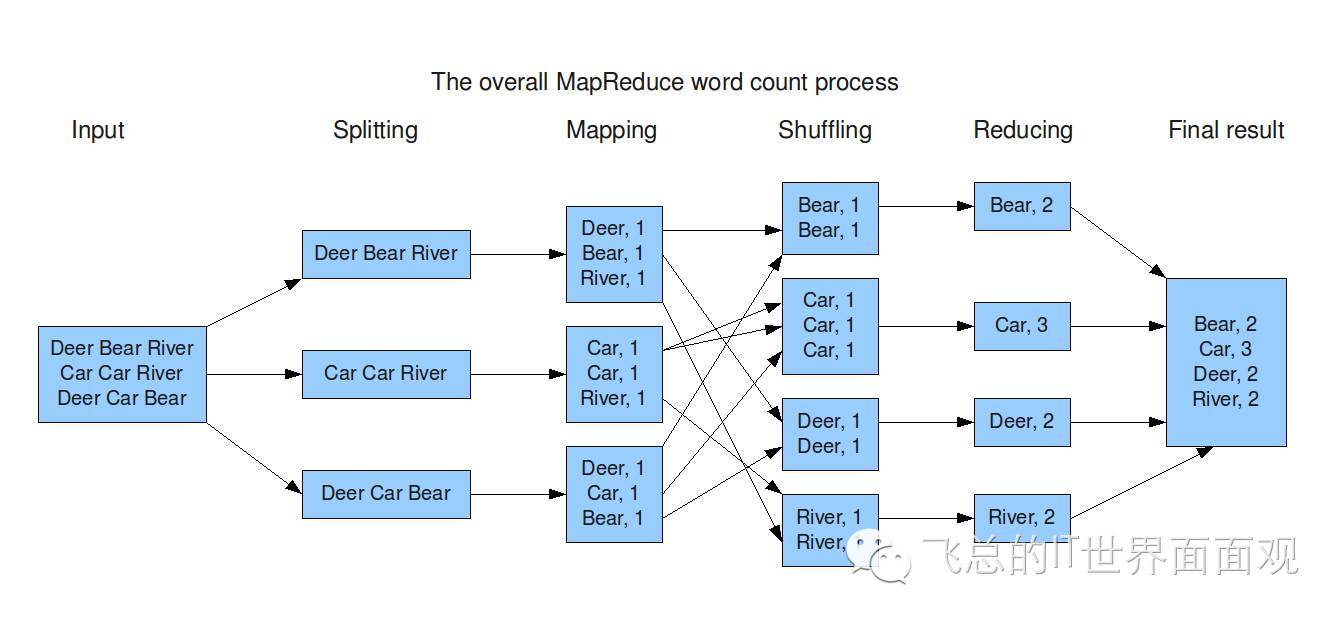 The overall MapReduce word count process
Input
Splitting
Mapping
Shuffling
Reducing
Final result
Deer Bear River
Car Car River
Deer Car Bear
Deer Bear River
Car Car River
Deer Car Bear
Deer, 1
Bear, 1
River, 1
Car, 1
Car, 1
River, 1
Deer, 1
Car, 1
Bear, 1
Bear, 1
Bear, 1
Car, 1
Car, 1
Car, 1
Deer, 1
Deer, 1
River, 1
River,
Bear, 2
Car, 3
Deer, 2
River, 2
Bear, 2
Car, 3
Deer, 2
River, 2
飞总的IT世界面面观